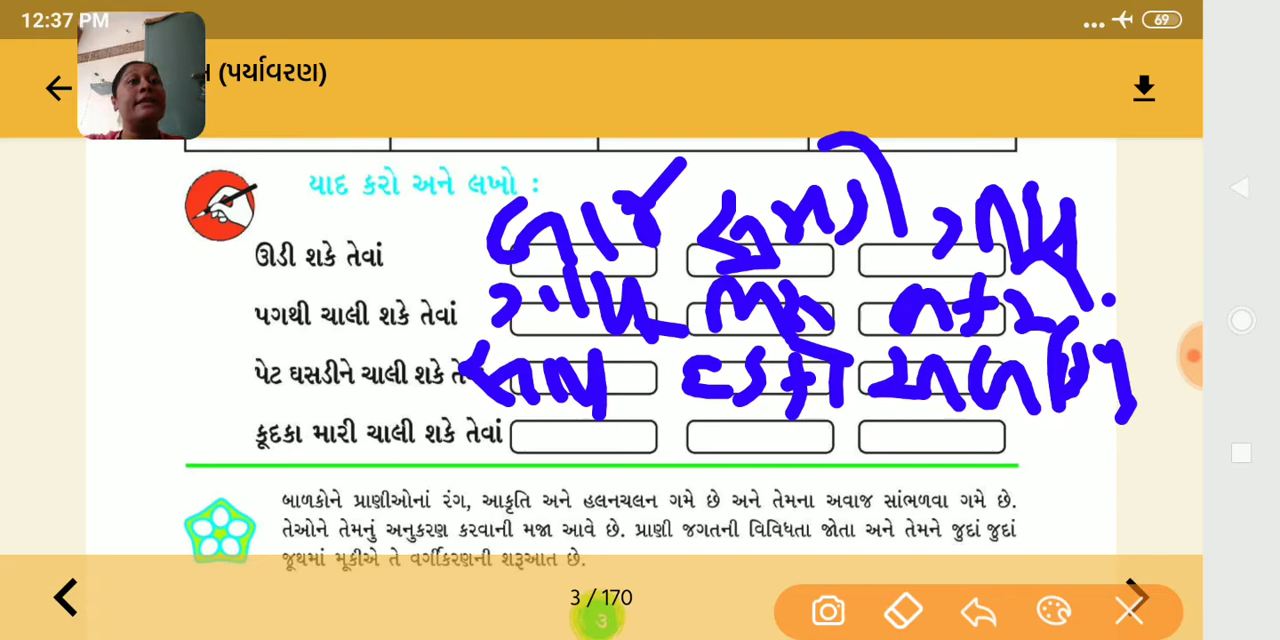 12:37 PM
69
(પર્યાવરણ)
યાદ કરો અને લખો :
ઊડી શકે તેવાં બાજ
પગથી ચાલી શકે તેવાં ગાય
પેટ ઘસડીને ચાલી શકે સાપ
કૂદકા મારી ચાલી શકે તેવાં
બાળકોને પ્રાણીઓનાં રંગ, આકૃતિ અને હલનચલન ગમે છે અને તેમના અવાજ સાંભળવા ગમે છે.
તેઓને તેમનું અનુકરણ કરવાની મજા આવે છે. પ્રાણી જગતની વિવિધતા જોતા અને તેમને જુદાં જુદાં
જૂથમાં મૂકીએ તે વર્ગીકરણની શરૂઆત છે.
3 / 170
3